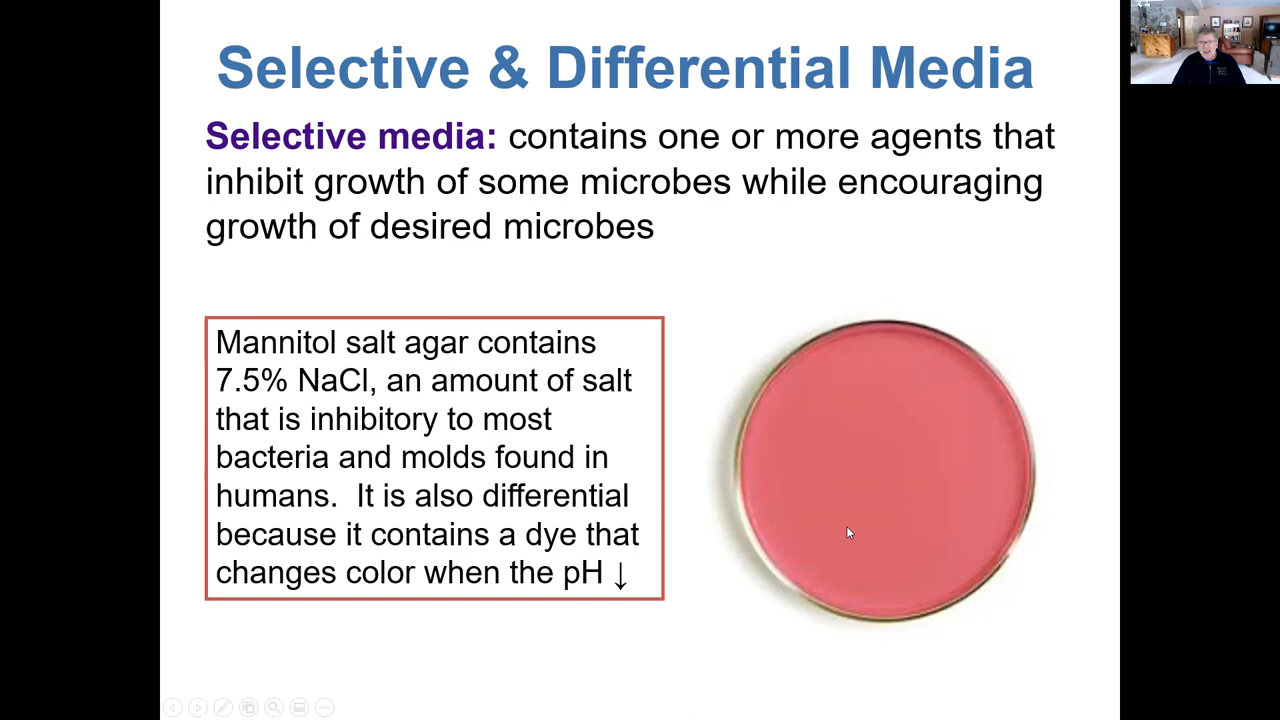 Selective & Differential Media
Selective media: contains one or more agents that
inhibit growth of some microbes while encouraging
growth of desired microbes
Mannitol salt agar contains
7.5% NaCl, an amount of salt
that is inhibitory to most
bacteria and molds found in
humans.  It is also differential
because it contains a dye that
changes color when the pH ↓